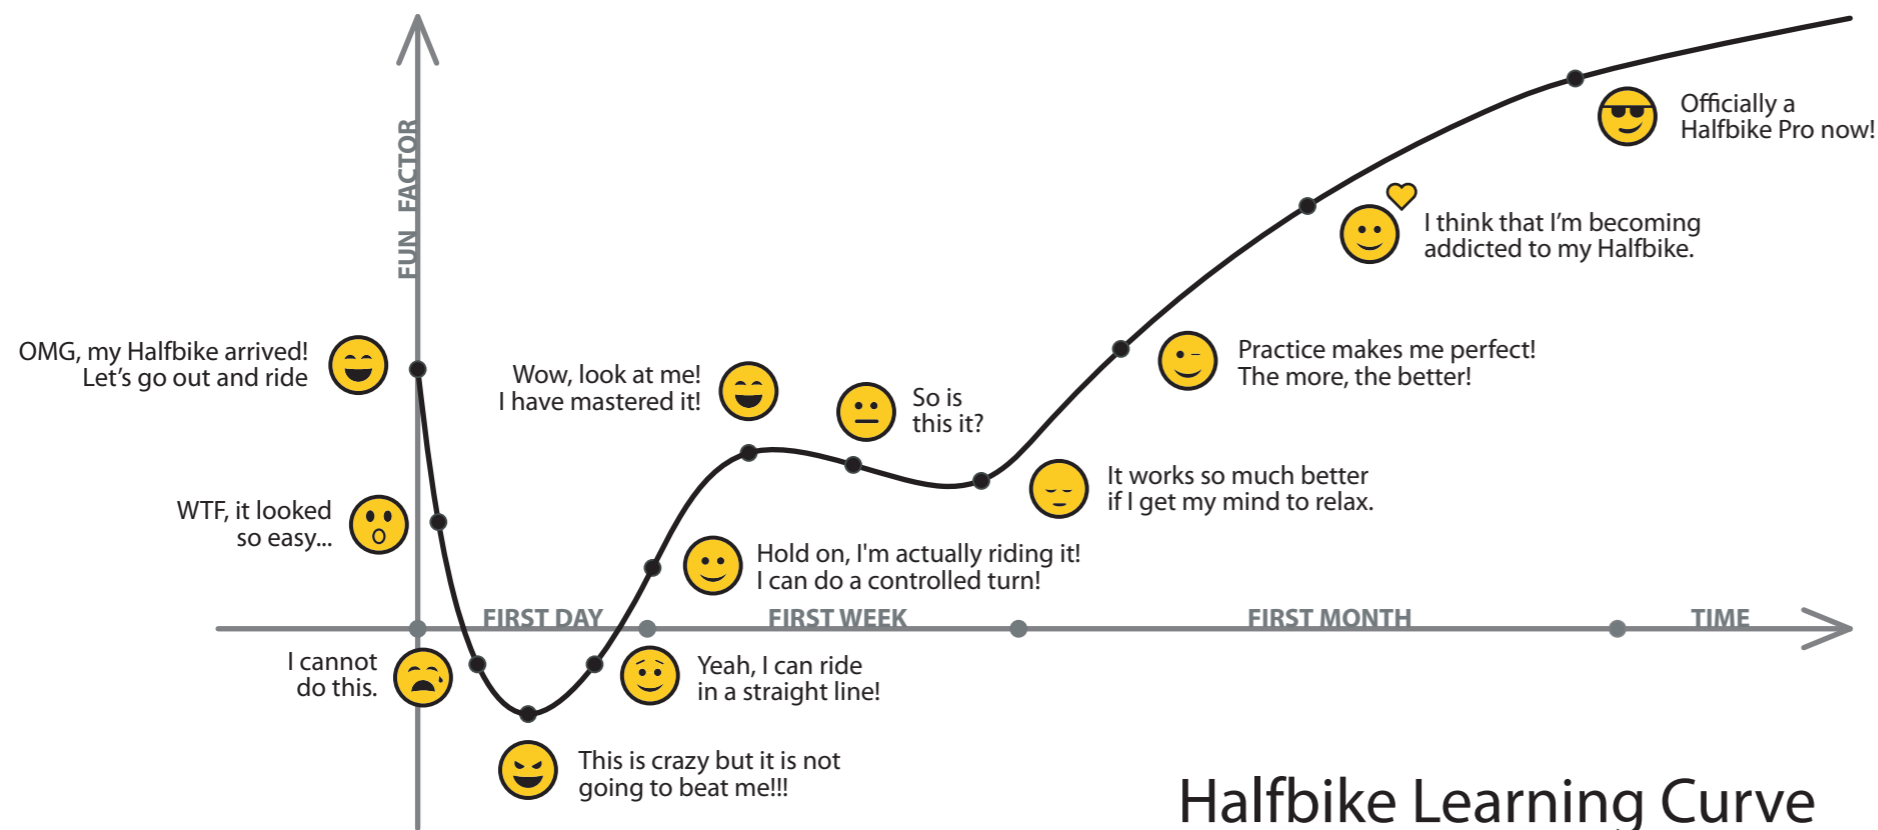 FUN FACTOR
OMG, my Halfbike arrived!
Let's go out and ride
WTF, it looked
so easy...
I cannot
do this.
This is crazy but it is not
going to beat me!!!
Yeah, I can ride
in a straight line!
Hold on, I'm actually riding it!
I can do a controlled turn!
Wow, look at me!
I have mastered it!
So is
this it?
It works so much better
if I get my mind to relax.
Practice makes me perfect!
The more, the better!
I think that I’m becoming
addicted to my Halfbike.
Officially a
Halfbike Pro now!
FIRST DAY
FIRST WEEK
FIRST MONTH
TIME
Halfbike Learning Curve